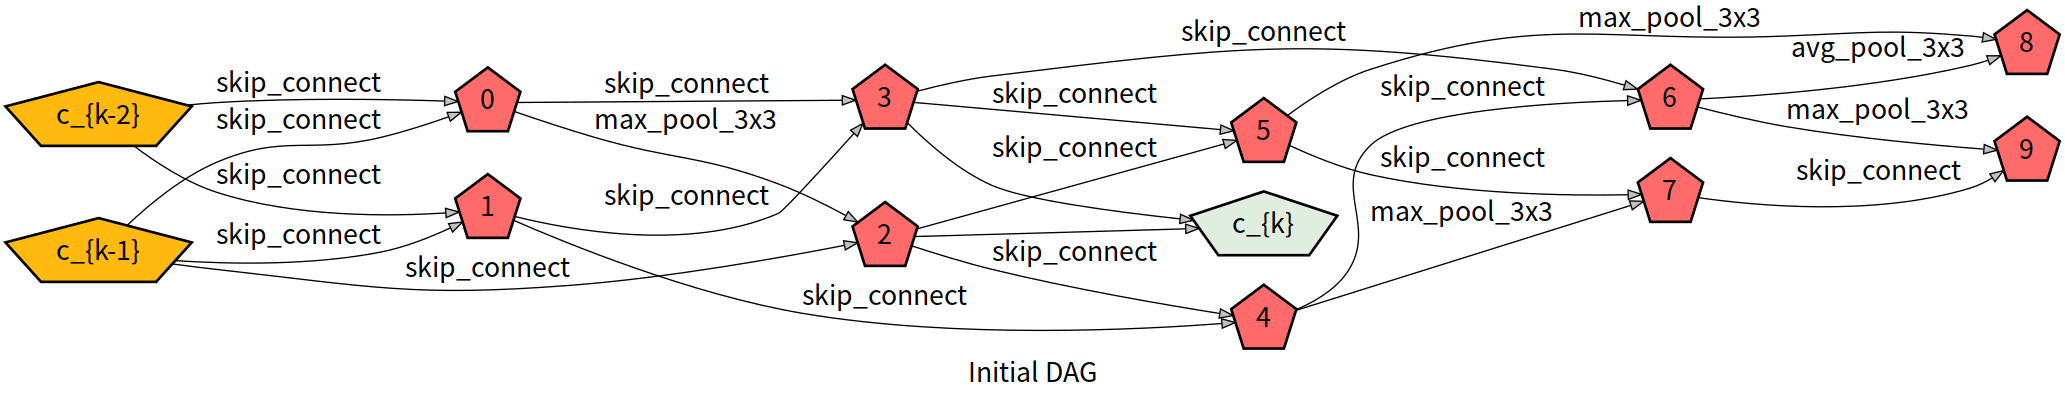 c_{k-2}
c_{k-1}
skip_connect
skip_connect
skip_connect
skip_connect
skip_connect
0
1
skip_connect
max_pool_3x3
skip_connect
skip_connect
3
2
skip_connect
skip_connect
skip_connect
skip_connect
5
c_{k}
4
skip_connect
skip_connect
max_pool_3x3
max_pool_3x3
6
7
avg_pool_3x3
max_pool_3x3
skip_connect
8
9
Initial DAG